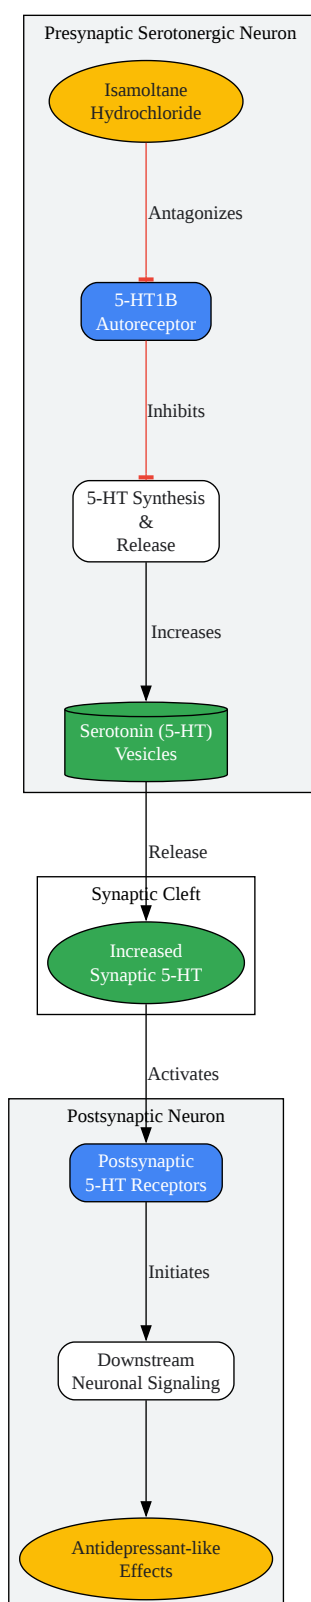 Presynaptic Serotonergic Neuron
Isamoltane
Hydrochloride
Antagonizes
5-HT1B
Autoreceptor
Inhibits
5-HT Synthesis
&
Release
Increases
Serotonin (5-HT)
Vesicles
Release
Synaptic Cleft
Increased
Synaptic 5-HT
Activates
Postsynaptic Neuron
Postsynaptic
5-HT Receptors
Initiates
Downstream
Neuronal Signaling
Antidepressant-like
Effects